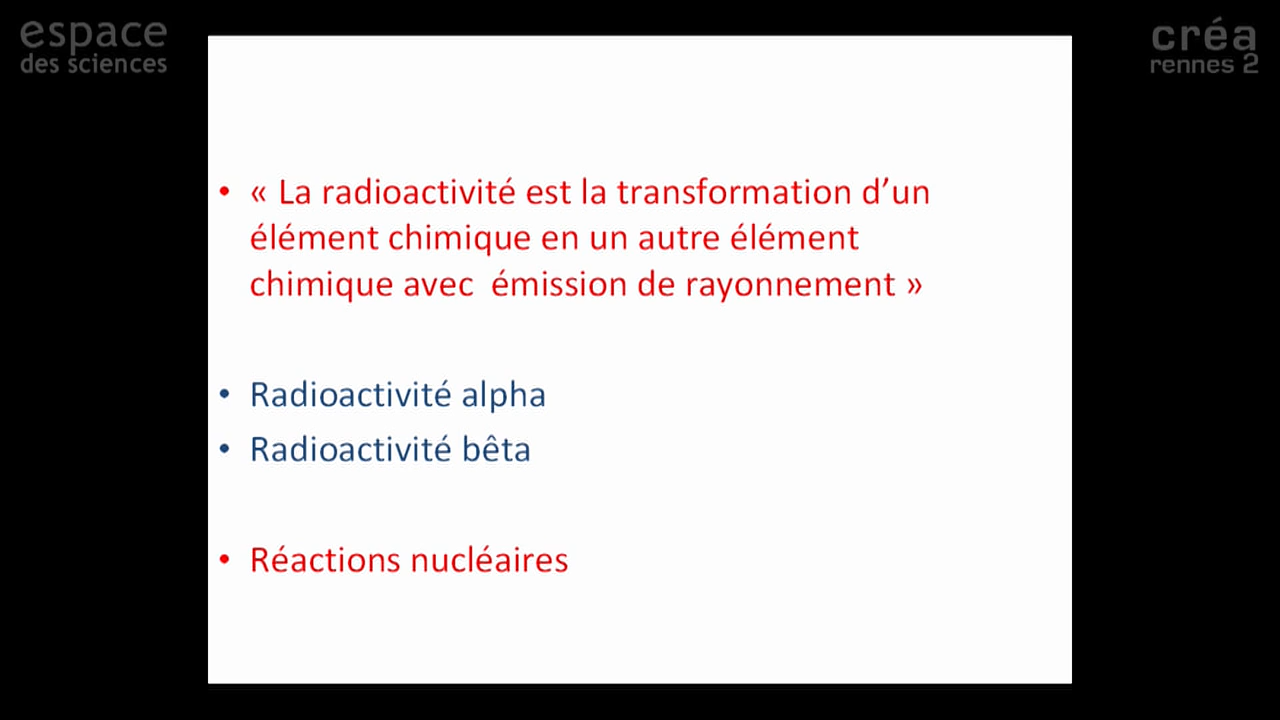 espace
des sciences
créa
rennes 2
• « La radioactivité est la transformation d’un
élément chimique en un autre élément
chimique avec  émission de rayonnement »
• Radioactivité alpha
• Radioactivité bêta
• Réactions nucléaires